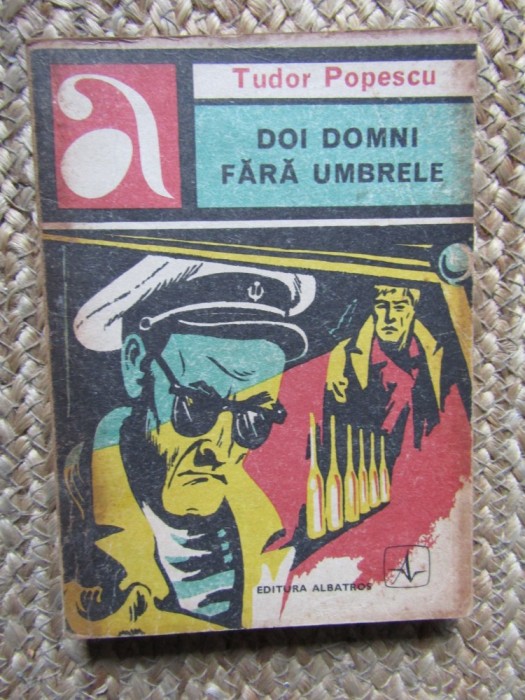 a
Tudor Popescu
DOI DOMNI
FĂRĂ UMBRELE
EDITURA ALBATROS